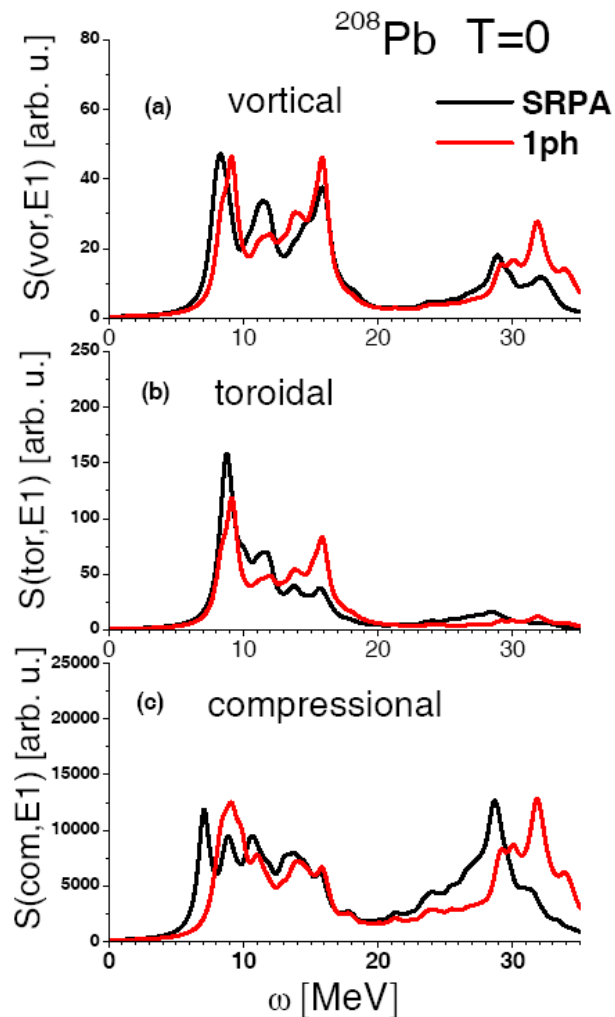 ²⁰⁸Pb T=0
80
60
40
20
0
S(vor,E1) [arb. u.]
(a)
vortical
SRPA
1ph
0
10
20
30
250
200
150
100
50
0
S(tor,E1) [arb. u.]
(b)
toroidal
0
10
20
30
25000
20000
15000
10000
5000
0
S(com,E1) [arb. u.]
(c)
compressional
0
10
20
30
ω [MeV]